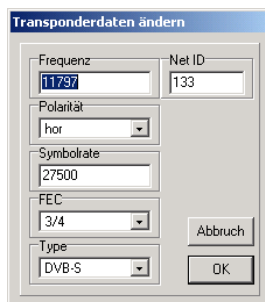 Transponderdaten ändern
Frequenz
11797
Net ID
133
Polarität
hor
Symbolrate
27500
FEC
3/4
Type
DVB-S
Abbruch
OK